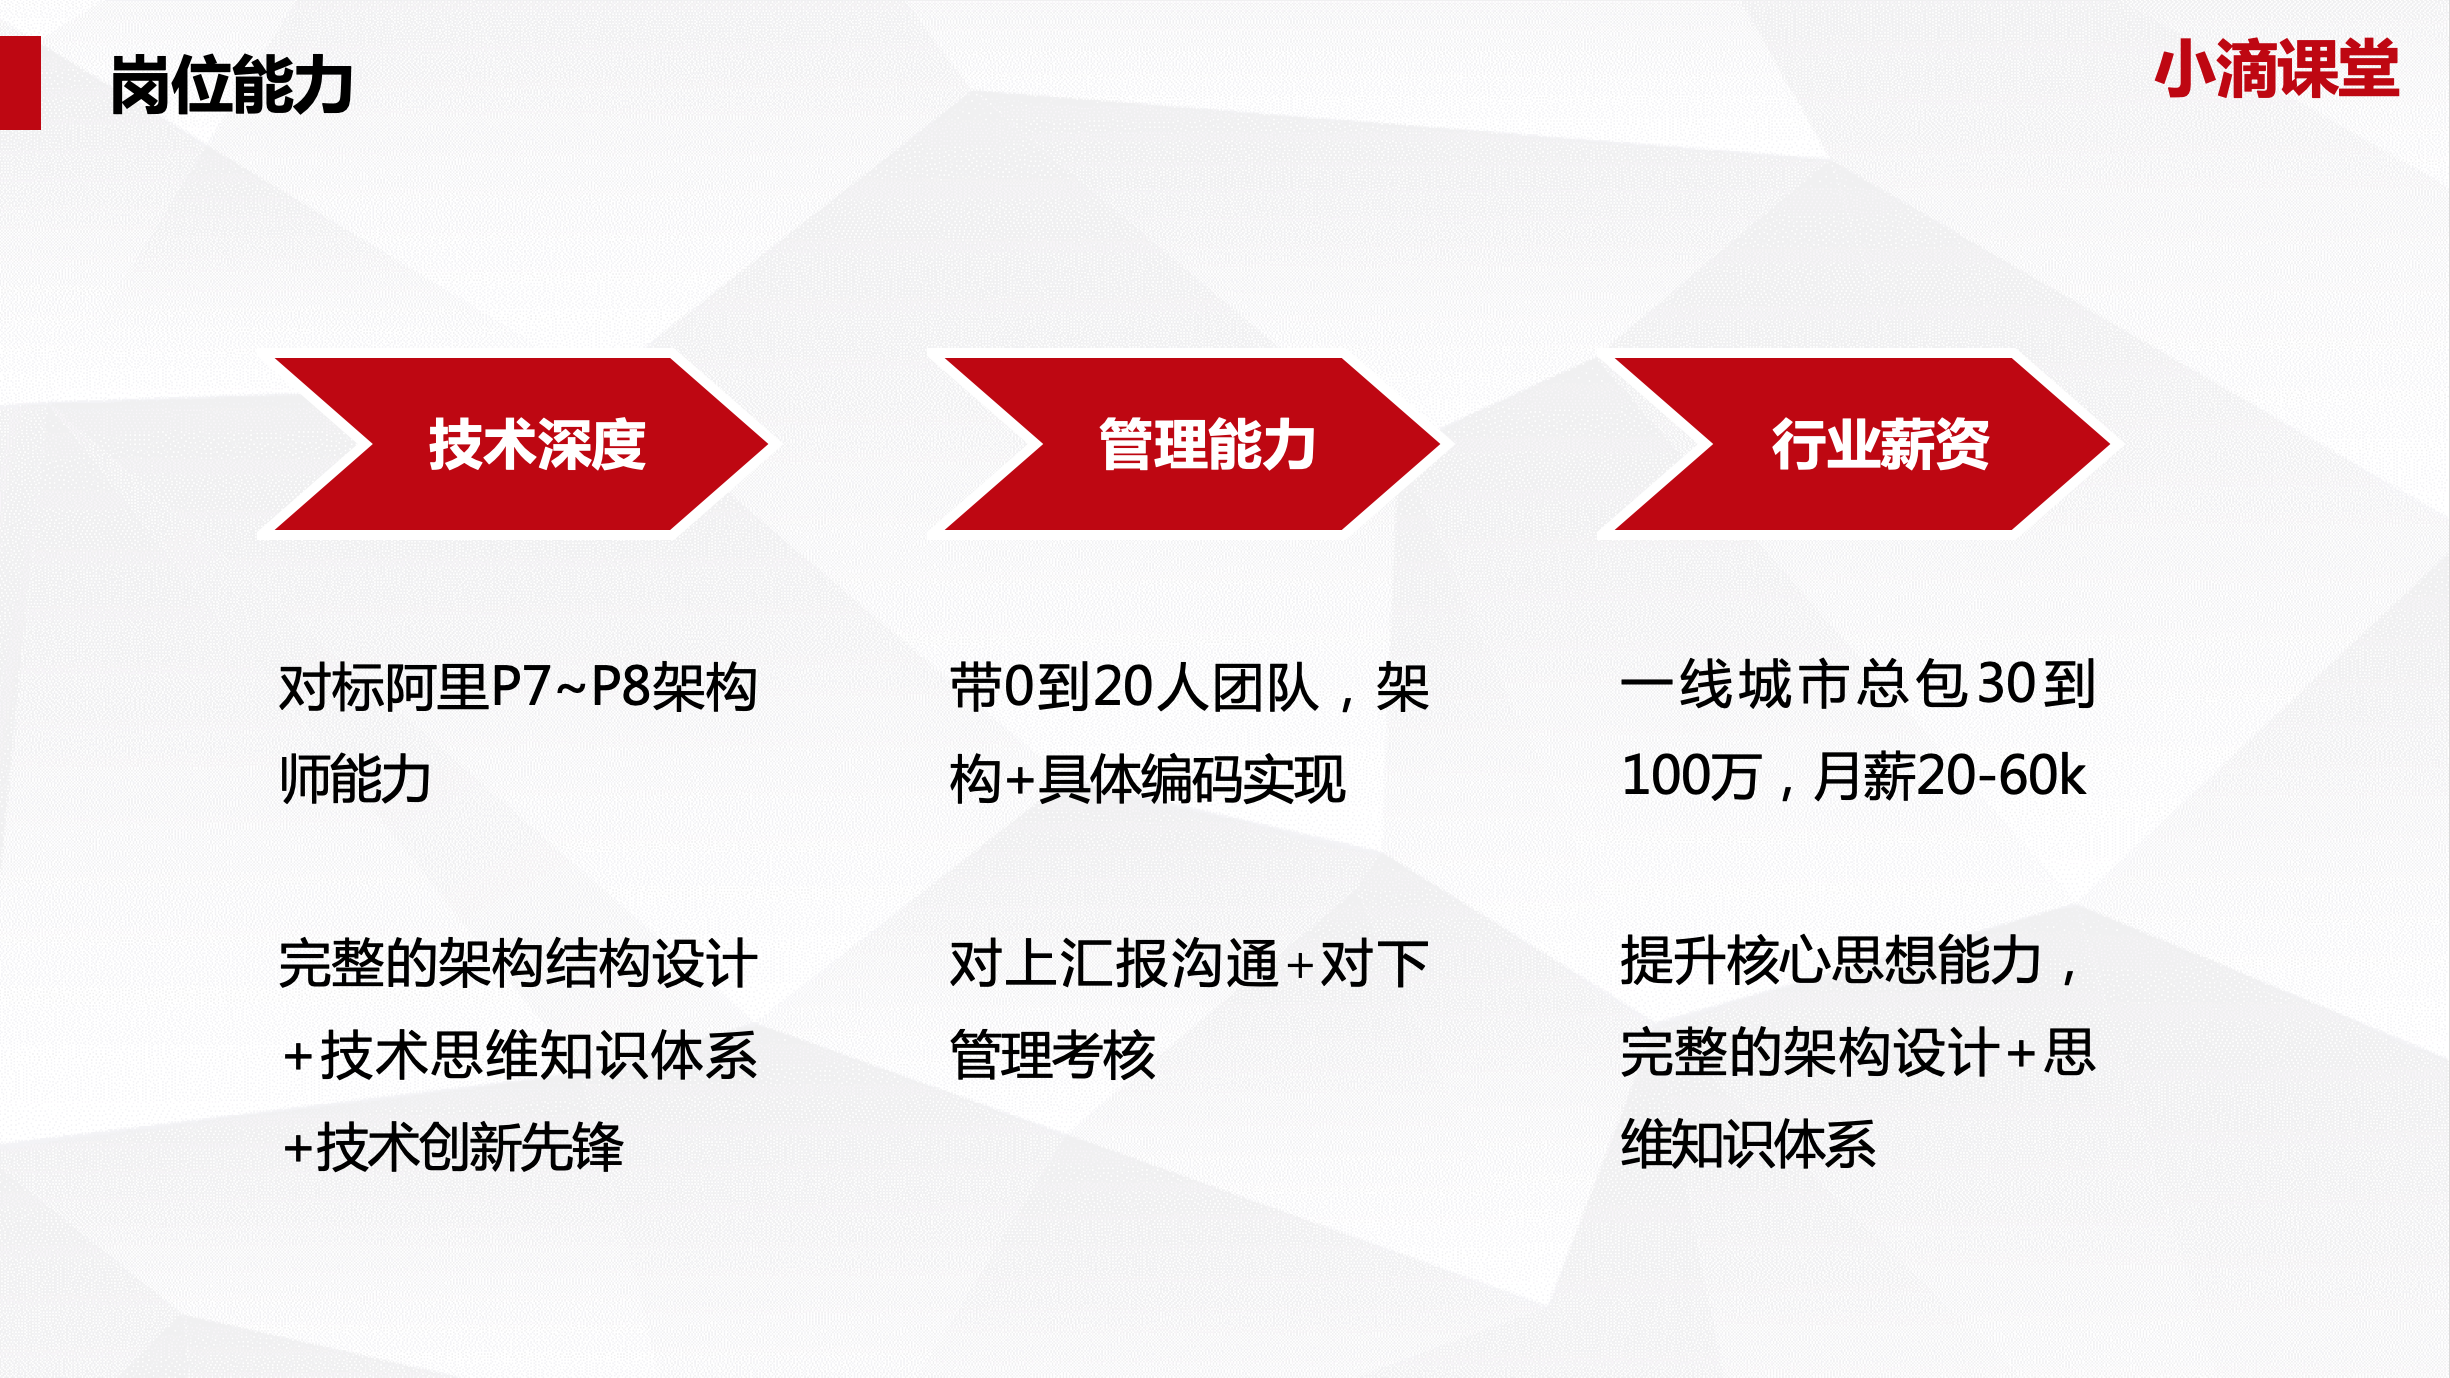 岗位能力
小滴课堂
技术深度
对标阿里P7~P8架构
师能力
完整的架构结构设计
+技术思维知识体系
+技术创新先锋
管理能力
带0到20人团队，架
构+具体编码实现
对上汇报沟通+对下
管理考核
行业薪资
一线城市总包30到
100万，月薪20-60k
提升核心思想能力，
完整的架构设计+思
维知识体系